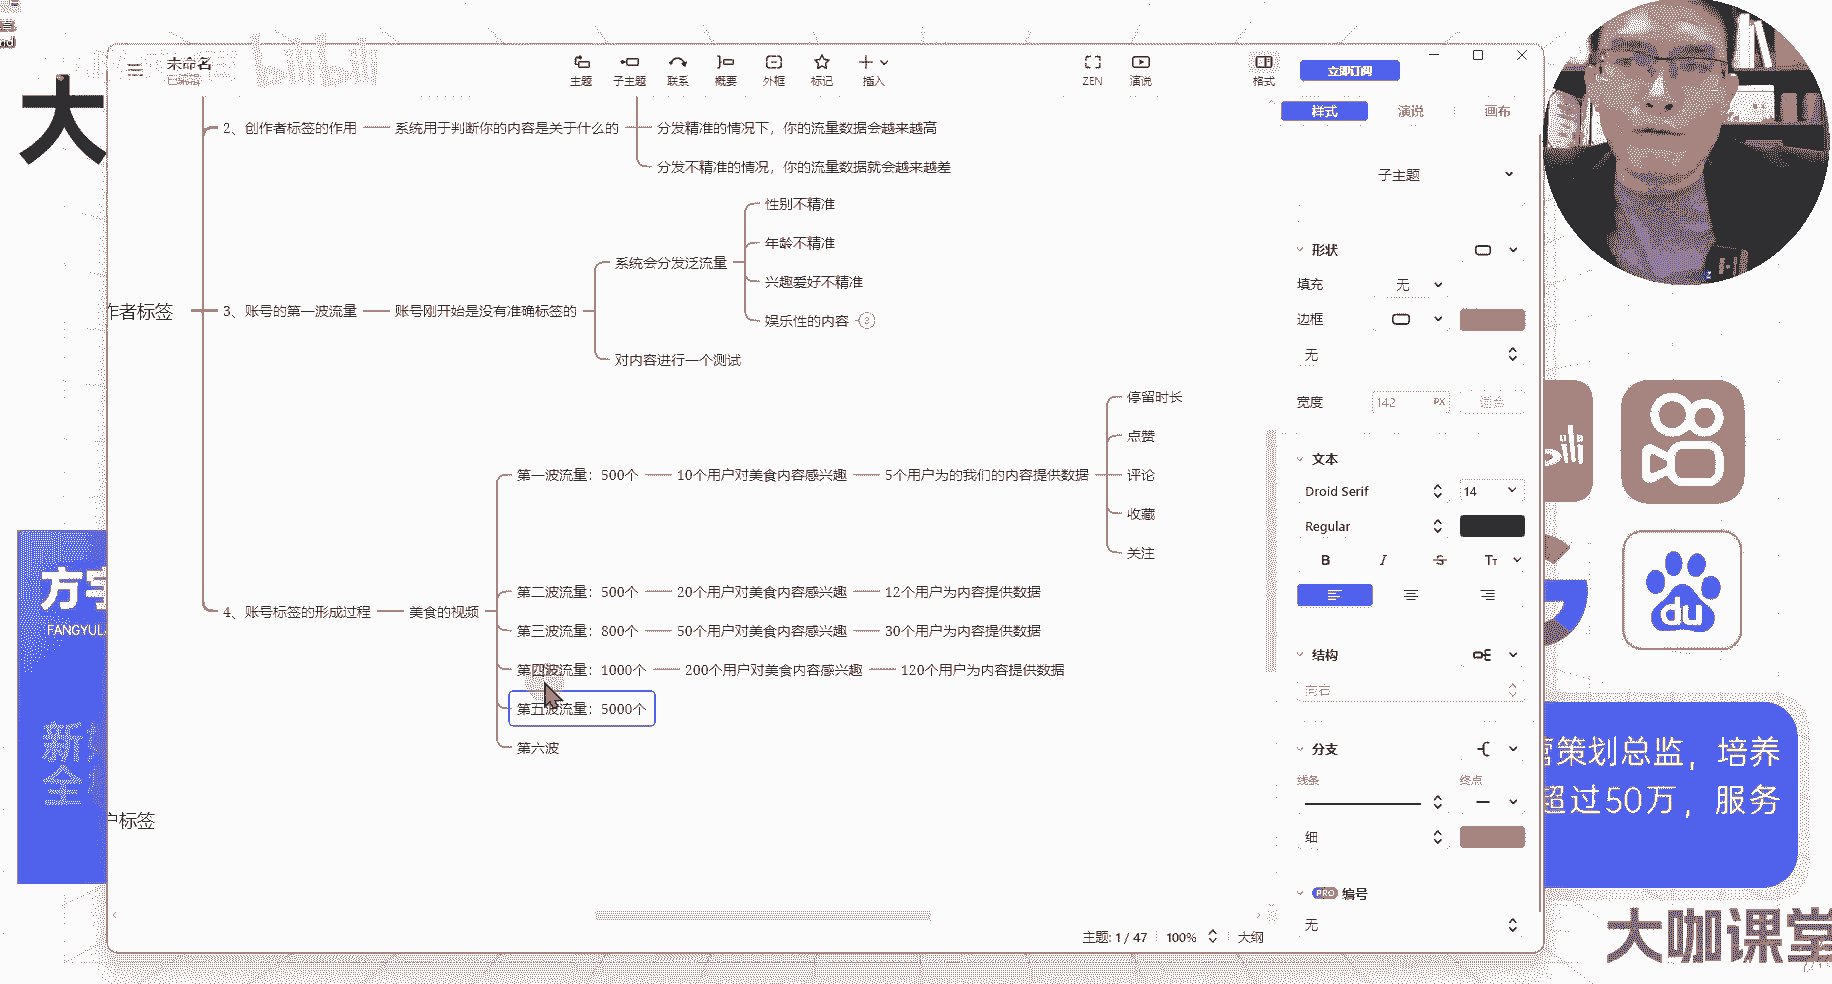 未命名
已编辑
主题
子主题
联系
概要
外框
标记
插入
ZEN
演说
格式
立即订阅
bilibili
大
2、创作者标签的作用
系统用于判断你的内容是关于什么的
分发精准的情况下，你的流量数据会越来越高
分发不精准的情况，你的流量数据就会越来越差
作者标签
3、账号的第一波流量
账号刚开始是没有准确标签的
系统会分发泛流量
性别不精准
年龄不精准
兴趣爱好不精准
娱乐性的内容
2
对内容进行一个测试
4、账号标签的形成过程
美食的视频
第一波流量：500个
10个用户对美食内容感兴趣
5个用户为的我们的内容提供数据
停留时长
点赞
评论
收藏
关注
第二波流量：500个
20个用户对美食内容感兴趣
12个用户为内容提供数据
第三波流量：800个
50个用户对美食内容感兴趣
30个用户为内容提供数据
第四波流量：1000个
200个用户对美食内容感兴趣
120个用户为内容提供数据
第五波流量：5000个
第六波
户标签
主题: 1 / 47
100%
大纲
样式
演说
画布
子主题
形状
填充
无
边框
无
宽度
142
PX
适合
文本
Droid Serif
14
Regular
B I S Tт
结构
向右
分支
线条
终点
细
PRO 编号
无
方宇
FANGYUL
新
全
bili
du
营策划总监，培养
超过50万，服务
大咖课堂